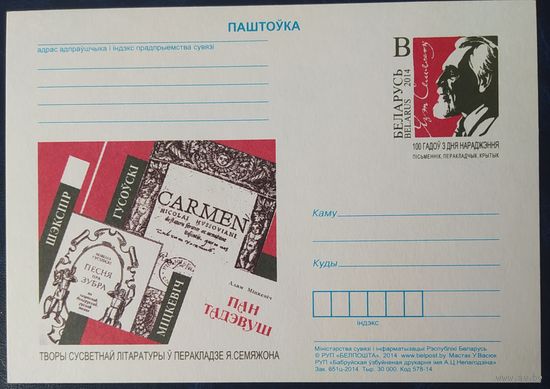 ПАШТОЎКА
адрас адпраўшчыка і індэкс прадпрыемства сувязі
В
БЕЛАРУСЬ
BELARUS 2014
100 ГАДОЎ З ДНЯ НАРАДЖЭННЯ
ПІСЬМЕННІК, ПЕРАКЛАДЧЫК, КРЫТЫК
ШЭКСПІР
ГУСОЎСКІ
CARMEN
NICOLAI HUSSOVIANI
МІКОЛА ГУСОЎСКІ
ПЕСНЯ
ПРА
ЗУБРА
МІЦКЕВІЧ
Адам Міцкевіч
ПАН
ТАДЭВУШ
ТВОРЫ СУСВЕТНАЙ ЛІТАРАТУРЫ Ў ПЕРАКЛАДЗЕ Я.СЕМЯЖОНА
Каму
Куды
індэкс
Міністэрства сувязі і інфарматызацыі Рэспублікі Беларусь
© РУП «БЕЛПОШТА», 2014. www.belpost.by Мастак У.Васюк
РУП «Бабруйская ўзбуйненая друкарня імя А.Ц.Непагодзіна»
Зак. 651ц-2014. Тыр. 30 000. Код 578-14